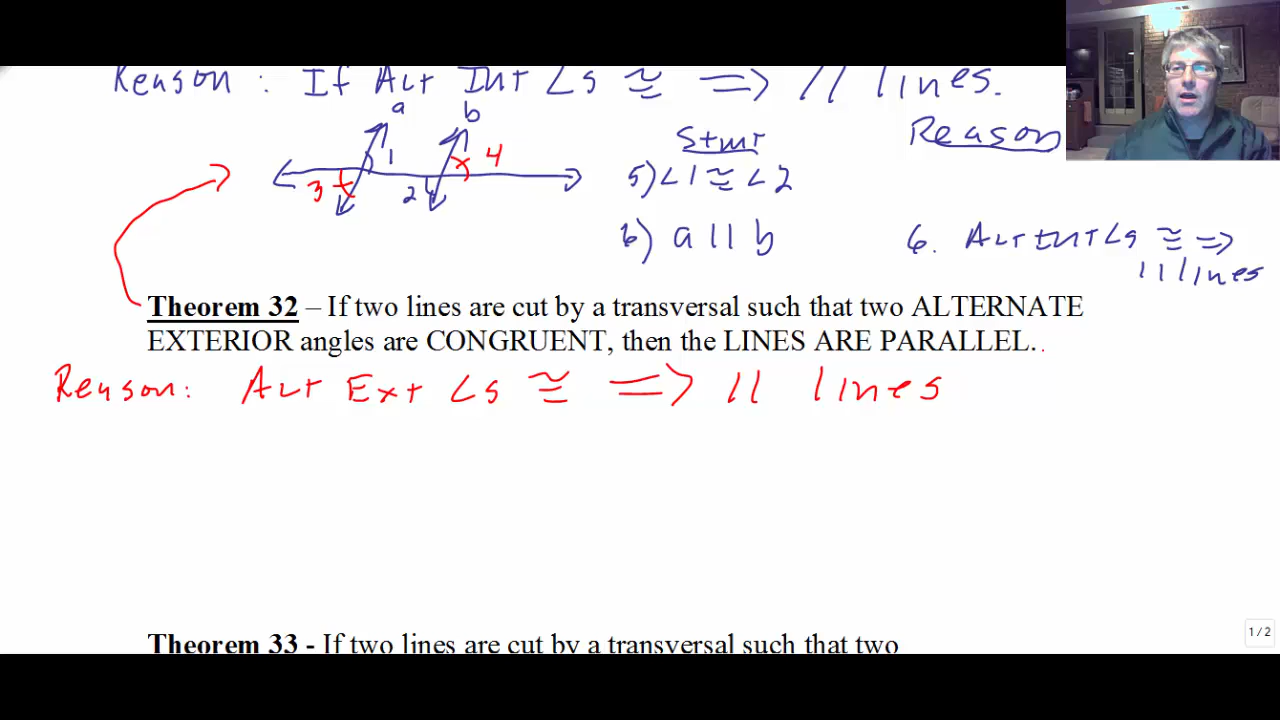 Reason : If Alt Int ∠s ≅ => // lines.
a b
Stmt Reason
1 4
3 2
5) ∠1 ≅ ∠2
6) a || b 6. Alt Int ∠s ≅ =>
|| lines
Theorem 32 – If two lines are cut by a transversal such that two ALTERNATE
EXTERIOR angles are CONGRUENT, then the LINES ARE PARALLEL.
Reason: Alt Ext ∠s ≅ => // lines
Theorem 33 - If two lines are cut by a transversal such that two
1 / 2